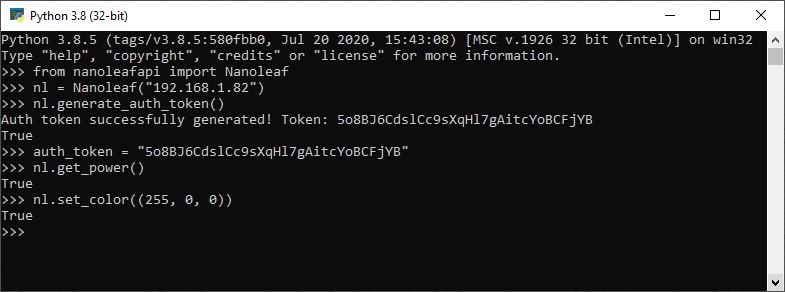 Python 3.8 (32-bit)
Python 3.8.5 (tags/v3.8.5:580fbb0, Jul 20 2020, 15:43:08) [MSC v.1926 32 bit (Intel)] on win32
Type "help", "copyright", "credits" or "license" for more information.
>>> from nanoleafapi import Nanoleaf
>>> nl = Nanoleaf("192.168.1.82")
>>> nl.generate_auth_token()
Auth token successfully generated! Token: 5o8BJ6CdslCc9sXqHl7gAitcYoBCFjYB
True
>>> auth_token = "5o8BJ6CdslCc9sXqHl7gAitcYoBCFjYB"
>>> nl.get_power()
True
>>> nl.set_color((255, 0, 0))
True
>>>